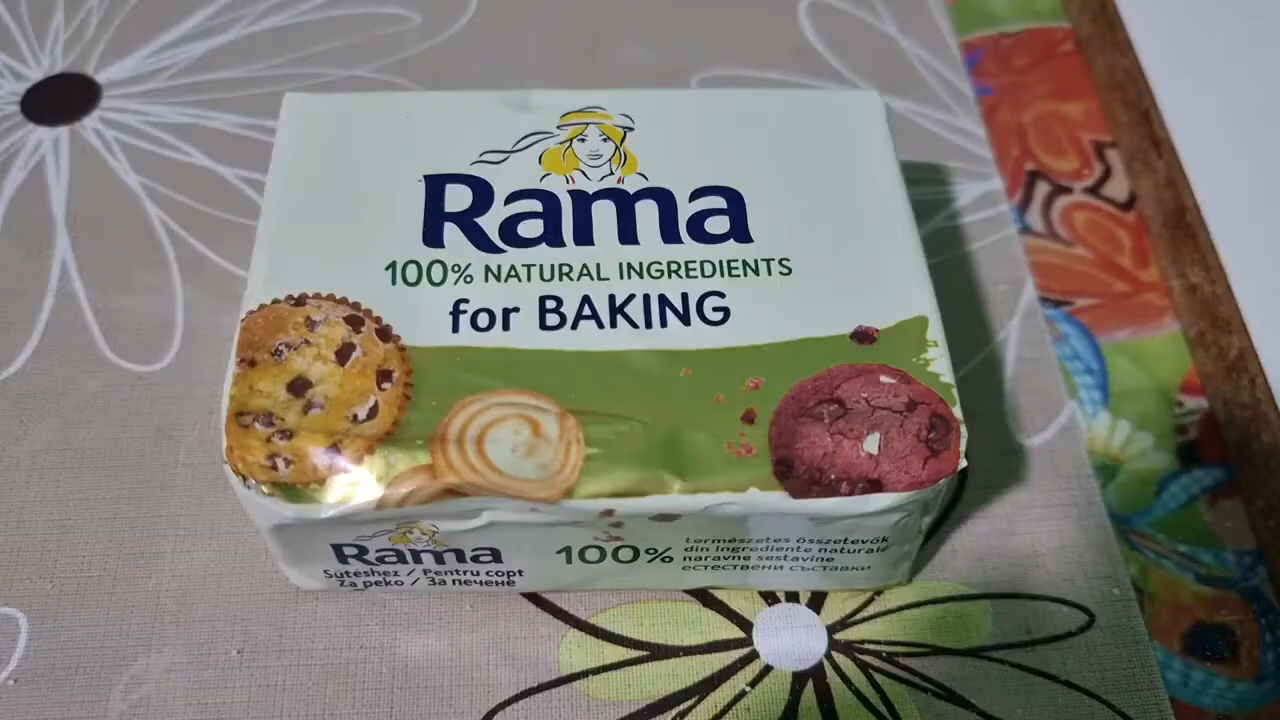 Rama
100% NATURAL INGREDIENTS
for BAKING
Rama
Sütéshez / Pentru copt
Za peko / За печене
100%
természetes összetevők
din ingrediente naturale
naravne sestavine
естествени съставки